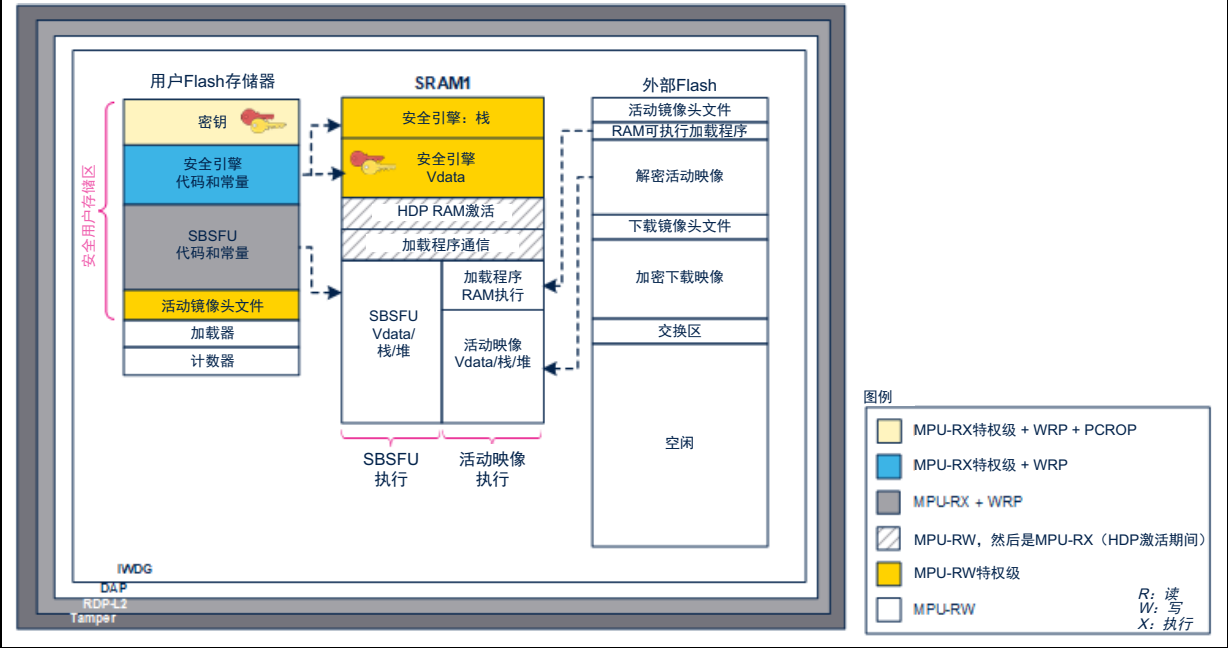 用户Flash存储器
密钥
安全引擎
代码和常量
SBSFU
代码和常量
活动镜像头文件
加载器
计数器
安全用户存储区
SRAM1
安全引擎：栈
安全引擎
Vdata
HDP RAM激活
加载程序通信
SBSFU
Vdata/
栈/堆
加载程序
RAM执行
活动映像
Vdata/栈/堆
SBSFU
执行
活动映像
执行
外部Flash
活动镜像头文件
RAM可执行加载程序
解密活动映像
下载镜像头文件
加密下载映像
交换区
空闲
IWDG
DAP
RDP-L2
Tamper
图例
MPU-RX特权级 + WRP + PCROP
MPU-RX特权级 + WRP
MPU-RX + WRP
MPU-RW，然后是MPU-RX（HDP激活期间）
MPU-RW特权级
MPU-RW
R：读
W：写
X：执行